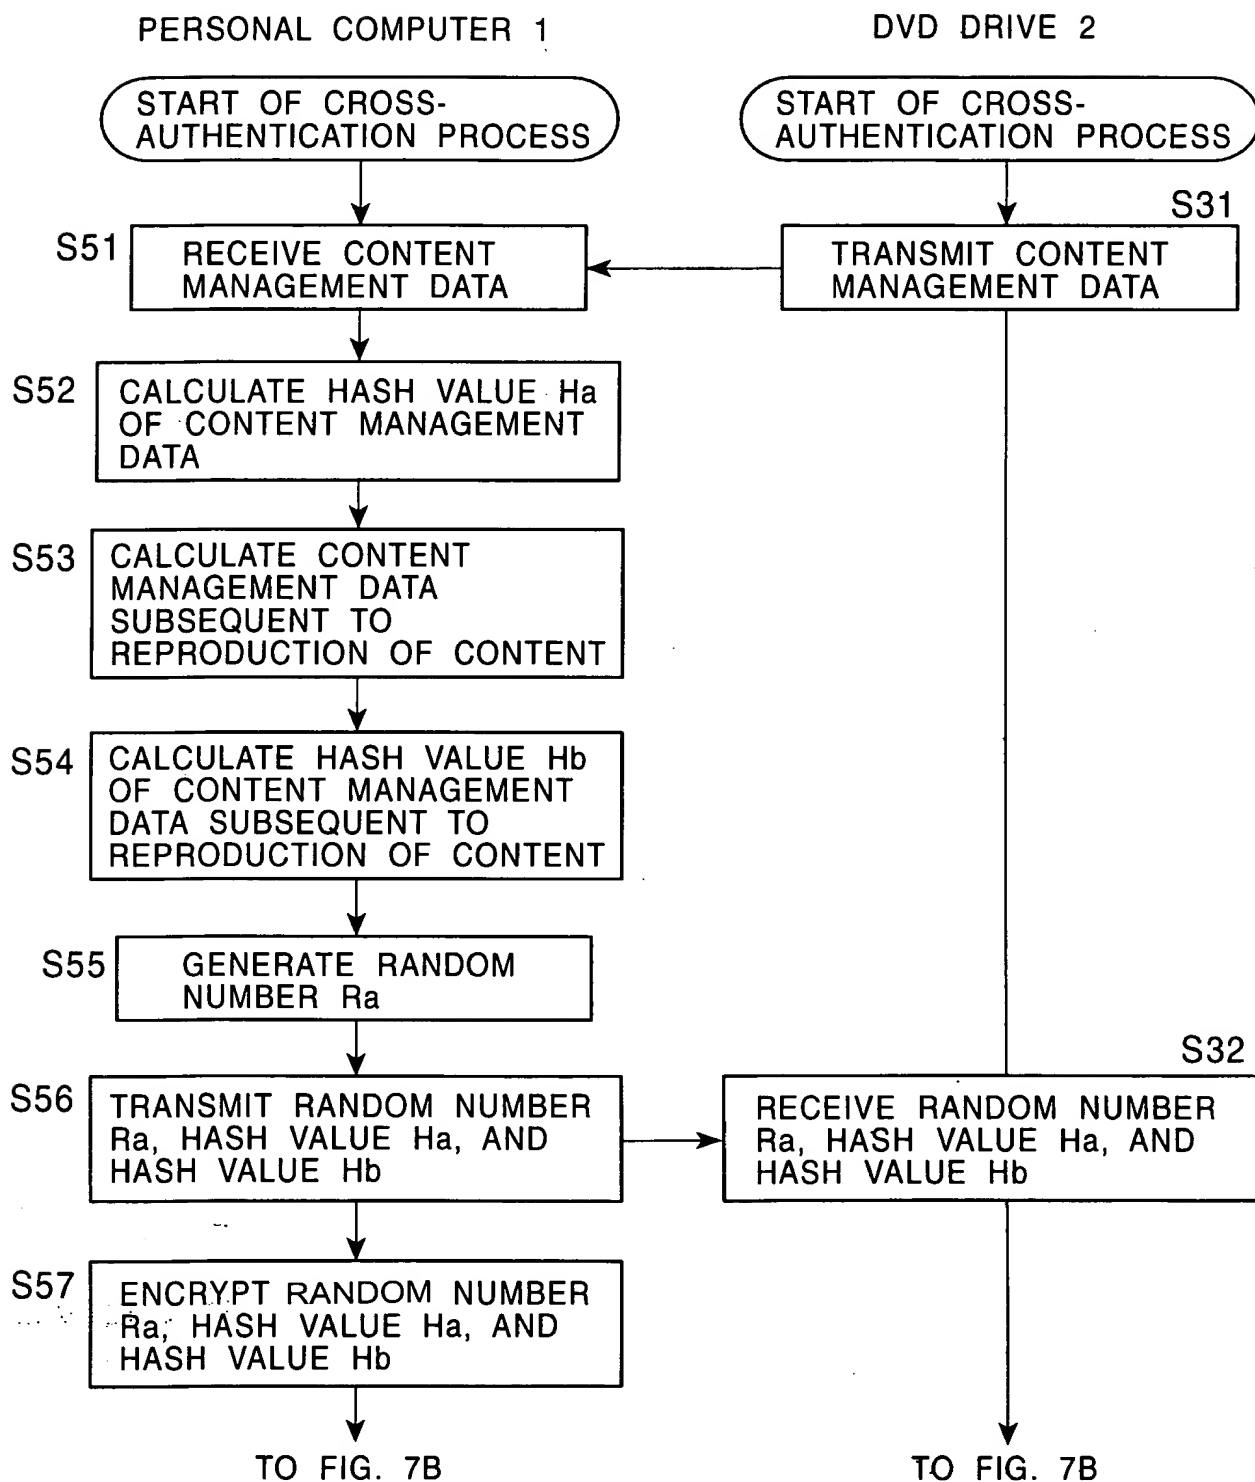 PERSONAL COMPUTER 1
DVD DRIVE 2
START OF CROSS-
AUTHENTICATION PROCESS
START OF CROSS-
AUTHENTICATION PROCESS
S31
S51
RECEIVE CONTENT
MANAGEMENT DATA
TRANSMIT CONTENT
MANAGEMENT DATA
S52
CALCULATE HASH VALUE Ha
OF CONTENT MANAGEMENT
DATA
S53
CALCULATE CONTENT
MANAGEMENT DATA
SUBSEQUENT TO
REPRODUCTION OF CONTENT
S54
CALCULATE HASH VALUE Hb
OF CONTENT MANAGEMENT
DATA SUBSEQUENT TO
REPRODUCTION OF CONTENT
S55
GENERATE RANDOM
NUMBER Ra
S32
S56
TRANSMIT RANDOM NUMBER
Ra, HASH VALUE Ha, AND
HASH VALUE Hb
RECEIVE RANDOM NUMBER
Ra, HASH VALUE Ha, AND
HASH VALUE Hb
S57
ENCRYPT RANDOM NUMBER
Ra, HASH VALUE Ha, AND
HASH VALUE Hb
TO FIG. 7B
TO FIG. 7B